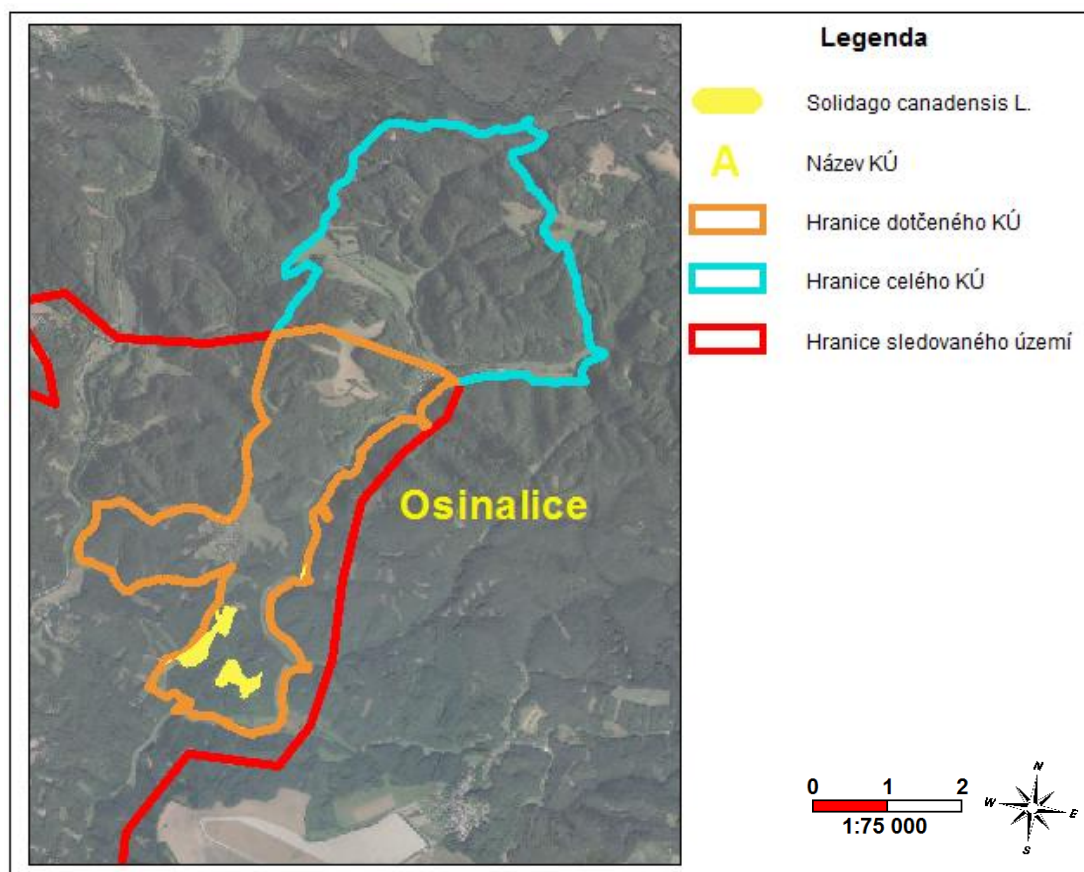 Legenda
Solidago canadensis L.
A Název KÚ
Hranice dotčeného KÚ
Hranice celého KÚ
Hranice sledovaného území
Osinalice
0 1 2
1:75 000
N
W E
S